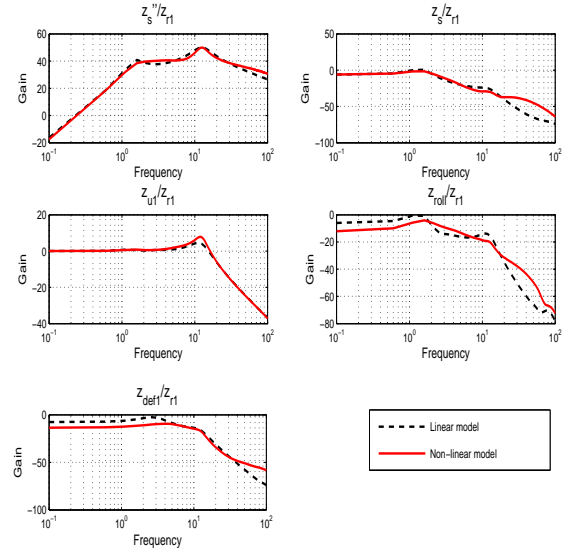 z_s''/z_r1
z_s/z_r1
60
40
20
0
−20
Gain
10^−1
10^0
10^1
10^2
Frequency
0
−50
−100
Gain
10^−1
10^0
10^1
10^2
Frequency
z_u1/z_r1
z_roll/z_r1
20
0
−20
−40
Gain
10^−1
10^0
10^1
10^2
Frequency
0
−20
−40
−60
−80
Gain
10^−1
10^0
10^1
10^2
Frequency
z_def1/z_r1
0
−50
−100
Gain
10^−1
10^0
10^1
10^2
Frequency
Linear model
Non−linear model